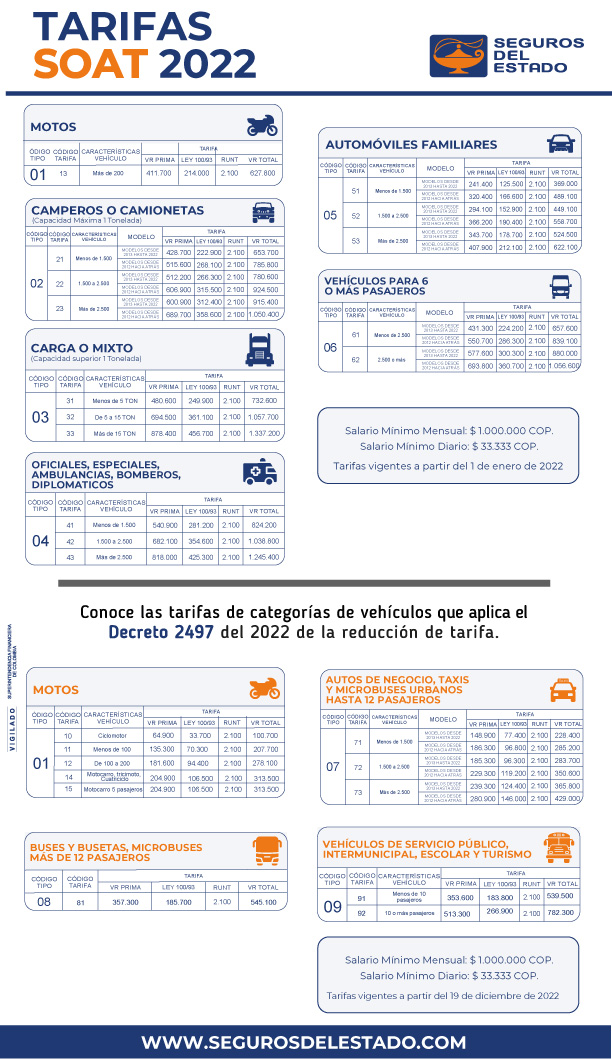 TARIFAS
SOAT 2022
SEGUROS
DEL
ESTADO
MOTOS
CÓDIGO TIPO CÓDIGO TARIFA CARACTERÍSTICAS VEHÍCULO TARIFA
VR PRIMA LEY 100/93 RUNT VR TOTAL
01 13 Más de 200 411.700 214.000 2.100 627.800
CAMPEROS O CAMIONETAS
(Capacidad Máxima 1 Tonelada)
CÓDIGO TIPO CÓDIGO TARIFA CARACTERÍSTICAS VEHÍCULO MODELO TARIFA
VR PRIMA LEY 100/93 RUNT VR TOTAL
02
21 Menos de 1.500 MODELOS DESDE 2013 HASTA 2022 428.700 222.900 2.100 653.700
MODELOS DESDE 2012 HACIA ATRÁS 515.600 268.100 2.100 785.800
22 1.500 a 2.500 MODELOS DESDE 2013 HASTA 2022 512.200 266.300 2.100 780.600
MODELOS DESDE 2012 HACIA ATRÁS 606.900 315.500 2.100 924.500
23 Más de 2.500 MODELOS DESDE 2013 HASTA 2022 600.900 312.400 2.100 915.400
MODELOS DESDE 2012 HACIA ATRÁS 689.700 358.600 2.100 1.050.400
CARGA O MIXTO
(Capacidad superior 1 Tonelada)
CÓDIGO TIPO CÓDIGO TARIFA CARACTERÍSTICAS VEHÍCULO TARIFA
VR PRIMA LEY 100/93 RUNT VR TOTAL
03
31 Menos de 5 TON 480.600 249.900 2.100 732.600
32 De 5 a 15 TON 694.500 361.100 2.100 1.057.700
33 Más de 15 TON 878.400 456.700 2.100 1.337.200
OFICIALES, ESPECIALES,
AMBULANCIAS, BOMBEROS,
DIPLOMATICOS
CÓDIGO TIPO CÓDIGO TARIFA CARACTERÍSTICAS VEHÍCULO TARIFA
VR PRIMA LEY 100/93 RUNT VR TOTAL
04
41 Menos de 1.500 540.900 281.200 2.100 824.200
42 1.500 a 2.500 682.100 354.600 2.100 1.038.800
43 Más de 2.500 818.000 425.300 2.100 1.245.400
AUTOMÓVILES FAMILIARES
CÓDIGO TIPO CÓDIGO TARIFA CARACTERÍSTICAS VEHÍCULO MODELO TARIFA
VR PRIMA LEY 100/93 RUNT VR TOTAL
05
51 Menos de 1.500 MODELOS DESDE 2013 HASTA 2022 241.400 125.500 2.100 369.000
MODELOS DESDE 2012 HACIA ATRÁS 320.400 166.600 2.100 489.100
52 1.500 a 2.500 MODELOS DESDE 2013 HASTA 2022 294.100 152.900 2.100 449.100
MODELOS DESDE 2012 HACIA ATRÁS 366.200 190.400 2.100 558.700
53 Más de 2.500 MODELOS DESDE 2013 HASTA 2022 343.700 178.700 2.100 524.500
MODELOS DESDE 2012 HACIA ATRÁS 407.900 212.100 2.100 622.100
VEHÍCULOS PARA 6
O MÁS PASAJEROS
CÓDIGO TIPO CÓDIGO TARIFA CARACTERÍSTICAS VEHÍCULO MODELO TARIFA
VR PRIMA LEY 100/93 RUNT VR TOTAL
06
61 Menos de 2.500 MODELOS DESDE 2013 HASTA 2022 431.300 224.200 2.100 657.600
MODELOS DESDE 2012 HACIA ATRÁS 550.700 286.300 2.100 839.100
62 2.500 o más MODELOS DESDE 2013 HASTA 2022 577.600 300.300 2.100 880.000
MODELOS DESDE 2012 HACIA ATRÁS 693.800 360.700 2.100 1.056.600
Salario Mínimo Mensual: $ 1.000.000 COP.
Salario Mínimo Diario: $ 33.333 COP.
Tarifas vigentes a partir del 1 de enero de 2022
Conoce las tarifas de categorías de vehículos que aplica el
Decreto 2497 del 2022 de la reducción de tarifa.
VIGILADO SUPERINTENDENCIA FINANCIERA DE COLOMBIA
MOTOS
CÓDIGO TIPO CÓDIGO TARIFA CARACTERÍSTICAS VEHÍCULO TARIFA
VR PRIMA LEY 100/93 RUNT VR TOTAL
01
10 Ciclomotor 64.900 33.700 2.100 100.700
11 Menos de 100 135.300 70.300 2.100 207.700
12 De 100 a 200 181.600 94.400 2.100 278.100
14 Motocarro, tricimoto, Cuatriciclo 204.900 106.500 2.100 313.500
15 Motocarro 5 pasajeros 204.900 106.500 2.100 313.500
AUTOS DE NEGOCIO, TAXIS
Y MICROBUSES URBANOS
HASTA 12 PASAJEROS
CÓDIGO TIPO CÓDIGO TARIFA CARACTERÍSTICAS VEHÍCULO MODELO TARIFA
VR PRIMA LEY 100/93 RUNT VR TOTAL
07
71 Menos de 1.500 MODELOS DESDE 2013 HASTA 2022 148.900 77.400 2.100 228.400
MODELOS DESDE 2012 HACIA ATRÁS 186.300 96.800 2.100 285.200
72 1.500 a 2.500 MODELOS DESDE 2013 HASTA 2022 185.300 96.300 2.100 283.700
MODELOS DESDE 2012 HACIA ATRÁS 229.300 119.200 2.100 350.600
73 Más de 2.500 MODELOS DESDE 2013 HASTA 2022 239.300 124.400 2.100 365.800
MODELOS DESDE 2012 HACIA ATRÁS 280.900 146.000 2.100 429.000
BUSES Y BUSETAS, MICROBUSES
MÁS DE 12 PASAJEROS
CÓDIGO TIPO CÓDIGO TARIFA TARIFA
VR PRIMA LEY 100/93 RUNT VR TOTAL
08 81 357.300 185.700 2.100 545.100
VEHÍCULOS DE SERVICIO PÚBLICO,
INTERMUNICIPAL, ESCOLAR Y TURISMO
CÓDIGO TIPO CÓDIGO TARIFA CARACTERÍSTICAS VEHÍCULO TARIFA
VR PRIMA LEY 100/93 RUNT VR TOTAL
09
91 Menos de 10 pasajeros 353.600 183.800 2.100 539.500
92 10 o más pasajeros 513.300 266.900 2.100 782.300
Salario Mínimo Mensual: $ 1.000.000 COP.
Salario Mínimo Diario: $ 33.333 COP.
Tarifas vigentes a partir del 19 de diciembre de 2022
WWW.SEGUROSDELESTADO.COM